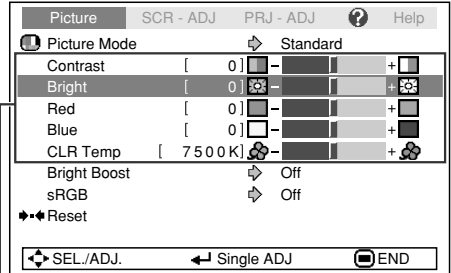 Picture SCR - ADJ PRJ - ADJ ? Help
Picture Mode Standard
Contrast [ 0] - +
Bright [ 0] - +
Red [ 0] - +
Blue [ 0] - +
CLR Temp [ 7500K] - +
Bright Boost Off
sRGB Off
Reset
SEL./ADJ. Single ADJ END